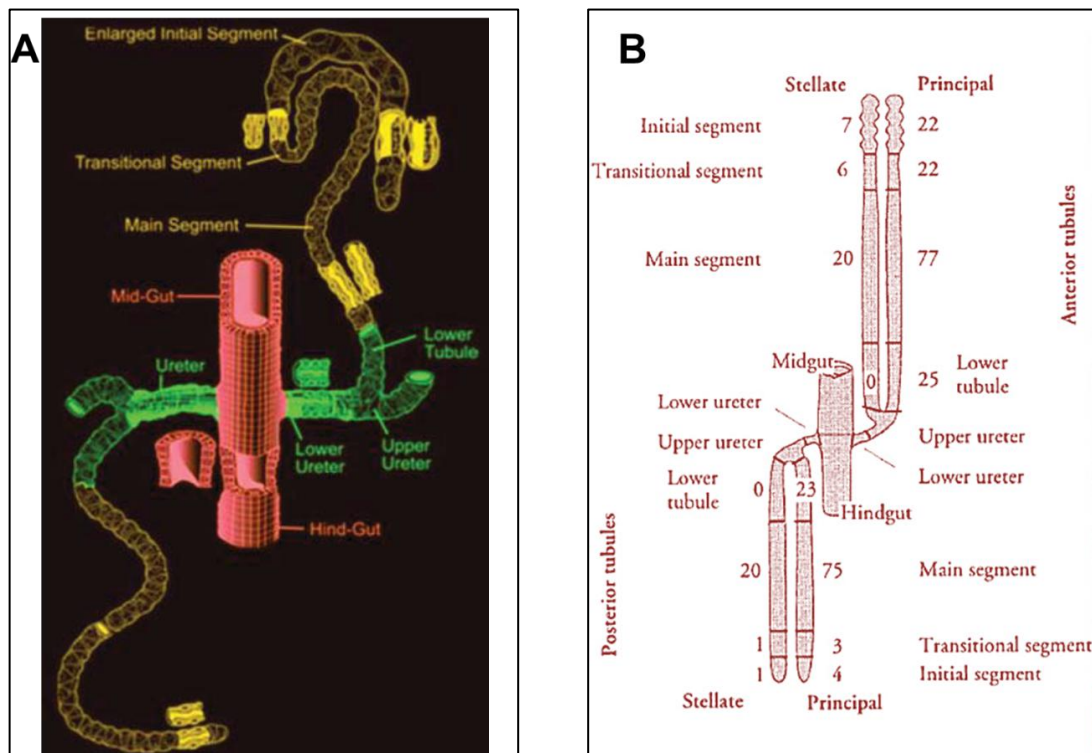 A
Enlarged Initial Segment
Transitional Segment
Main Segment
Mid-Gut
Lower
Tubule
Ureter
Lower
Ureter
Upper
Ureter
Hind-Gut
B
Stellate
Principal
Initial segment
7
22
Transitional segment
6
22
Main segment
20
77
Anterior tubules
Midgut
0
25
Lower
tubule
Lower ureter
Upper ureter
Upper ureter
Lower ureter
Lower
tubule
0
23
Hindgut
Posterior tubules
20
75
Main segment
1
3
Transitional segment
1
4
Initial segment
Stellate
Principal